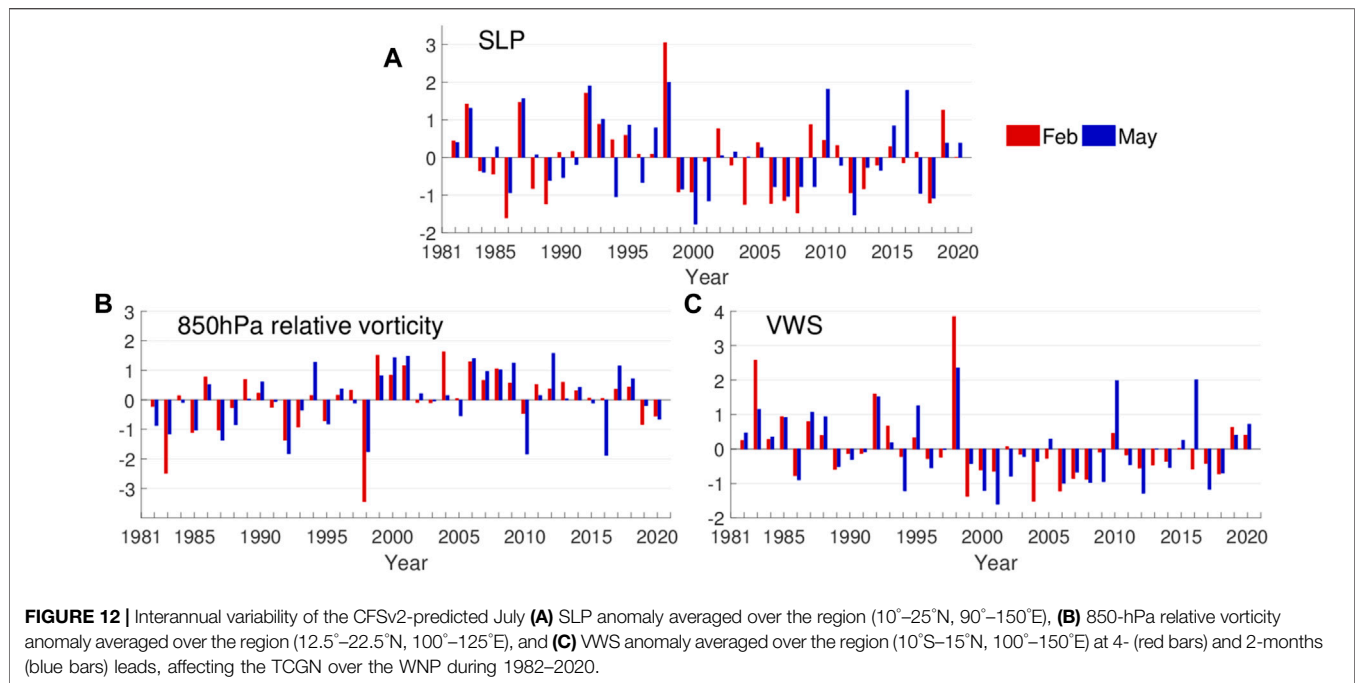 A
SLP
3
2
1
0
-1
-2
1981 1985 1990 1995 2000 2005 2010 2015 2020
Year
Feb May
B
850hPa relative vorticity
3
2
1
0
-1
-2
-3
1981 1985 1990 1995 2000 2005 2010 2015 2020
Year
C
VWS
4
3
2
1
0
-1
-2
1981 1985 1990 1995 2000 2005 2010 2015 2020
Year
FIGURE 12 | Interannual variability of the CFSv2-predicted July (A) SLP anomaly averaged over the region (10°–25°N, 90°–150°E), (B) 850-hPa relative vorticity
anomaly averaged over the region (12.5°–22.5°N, 100°–125°E), and (C) VWS anomaly averaged over the region (10°S–15°N, 100°–150°E) at 4- (red bars) and 2-months
(blue bars) leads, affecting the TCGN over the WNP during 1982–2020.